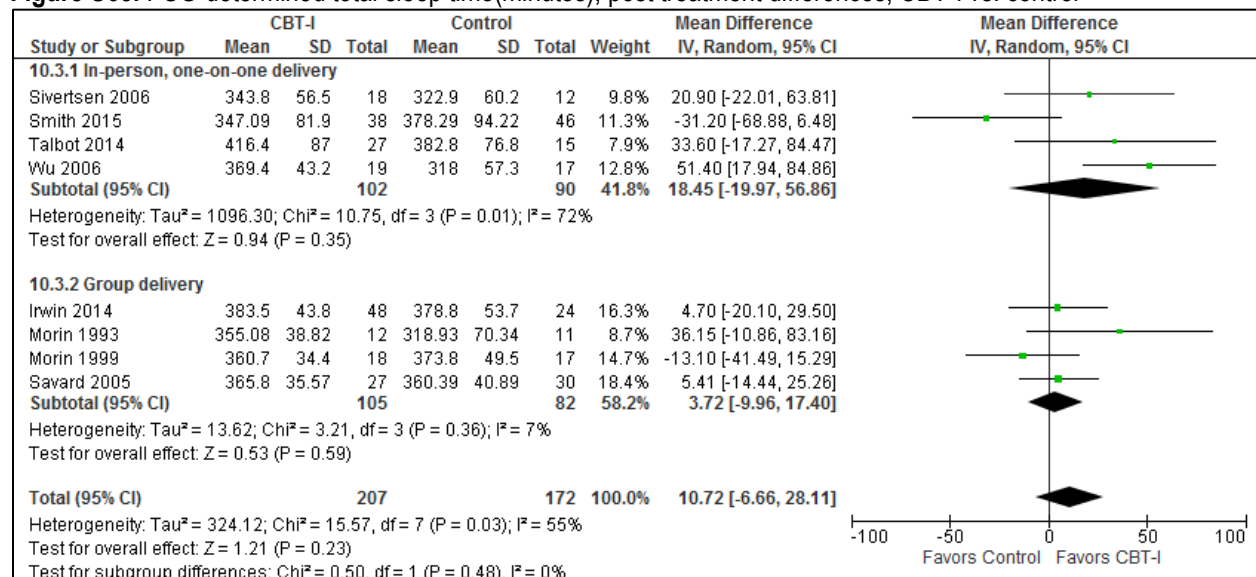 CBT-I Control Mean Difference Mean Difference
Study or Subgroup Mean SD Total Mean SD Total Weight IV, Random, 95% CI IV, Random, 95% CI
10.3.1 In-person, one-on-one delivery
Sivertsen 2006 343.8 56.5 18 322.9 60.2 12 9.8% 20.90 [-22.01, 63.81]
Smith 2015 347.09 81.9 38 378.29 94.22 46 11.3% -31.20 [-68.88, 6.48]
Talbot 2014 416.4 87 27 382.8 76.8 15 7.9% 33.60 [-17.27, 84.47]
Wu 2006 369.4 43.2 19 318 57.3 17 12.8% 51.40 [17.94, 84.86]
Subtotal (95% CI) 102 90 41.8% 18.45 [-19.97, 56.86]
Heterogeneity: Tau² = 1096.30; Chi² = 10.75, df = 3 (P = 0.01); I² = 72%
Test for overall effect: Z = 0.94 (P = 0.35)
10.3.2 Group delivery
Irwin 2014 383.5 43.8 48 378.8 53.7 24 16.3% 4.70 [-20.10, 29.50]
Morin 1993 355.08 38.82 12 318.93 70.34 11 8.7% 36.15 [-10.86, 83.16]
Morin 1999 360.7 34.4 18 373.8 49.5 17 14.7% -13.10 [-41.49, 15.29]
Savard 2005 365.8 35.57 27 360.39 40.89 30 18.4% 5.41 [-14.44, 25.26]
Subtotal (95% CI) 105 82 58.2% 3.72 [-9.96, 17.40]
Heterogeneity: Tau² = 13.62; Chi² = 3.21, df = 3 (P = 0.36); I² = 7%
Test for overall effect: Z = 0.53 (P = 0.59)
Total (95% CI) 207 172 100.0% 10.72 [-6.66, 28.11]
Heterogeneity: Tau² = 324.12; Chi² = 15.57, df = 7 (P = 0.03); I² = 55%
Test for overall effect: Z = 1.21 (P = 0.23)
Test for subgroup differences: Chi² = 0.50, df = 1 (P = 0.48), I² = 0%
-100 -50 0 50 100
Favors Control Favors CBT-I